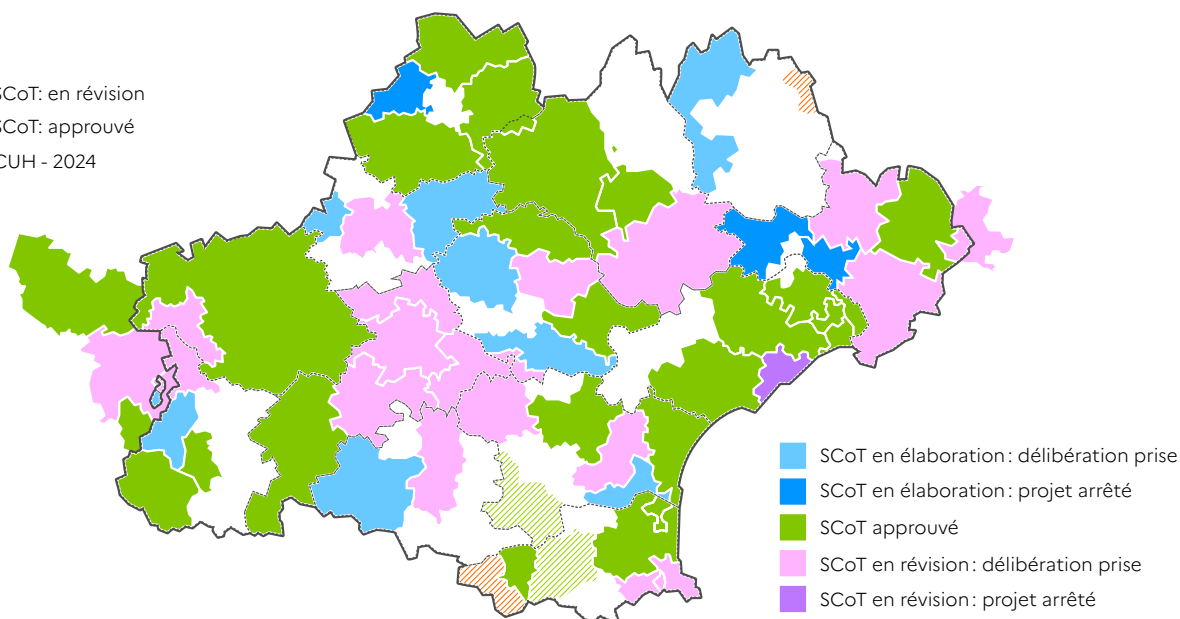 SCoT: en révision
SCoT: approuvé
CUH - 2024
SCoT en élaboration : délibération prise
SCoT en élaboration : projet arrêté
SCoT approuvé
SCoT en révision : délibération prise
SCoT en révision : projet arrêté